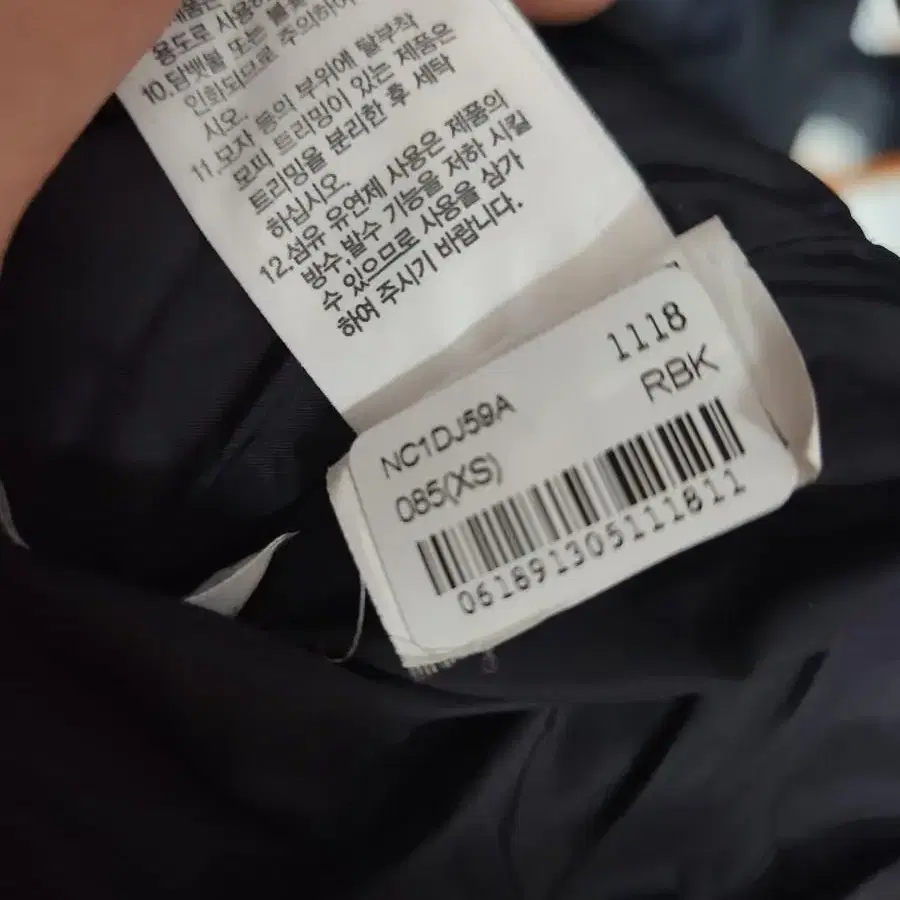 용도로 사용하
10.담뱃불 또는
인화되므로 주의하여
시오.
11.모자 등의 부위에 탈부착
모피 트리밍이 있는 제품은
트리밍을 분리한 후 세탁
하십시오.
12.섬유 유연제 사용은 제품의
방수,발수 기능을 저하 시킬
수 있으므로 사용을 삼가
하여 주시기 바랍니다.
1118
NC1DJ59A RBK
085(XS)
061891305111811